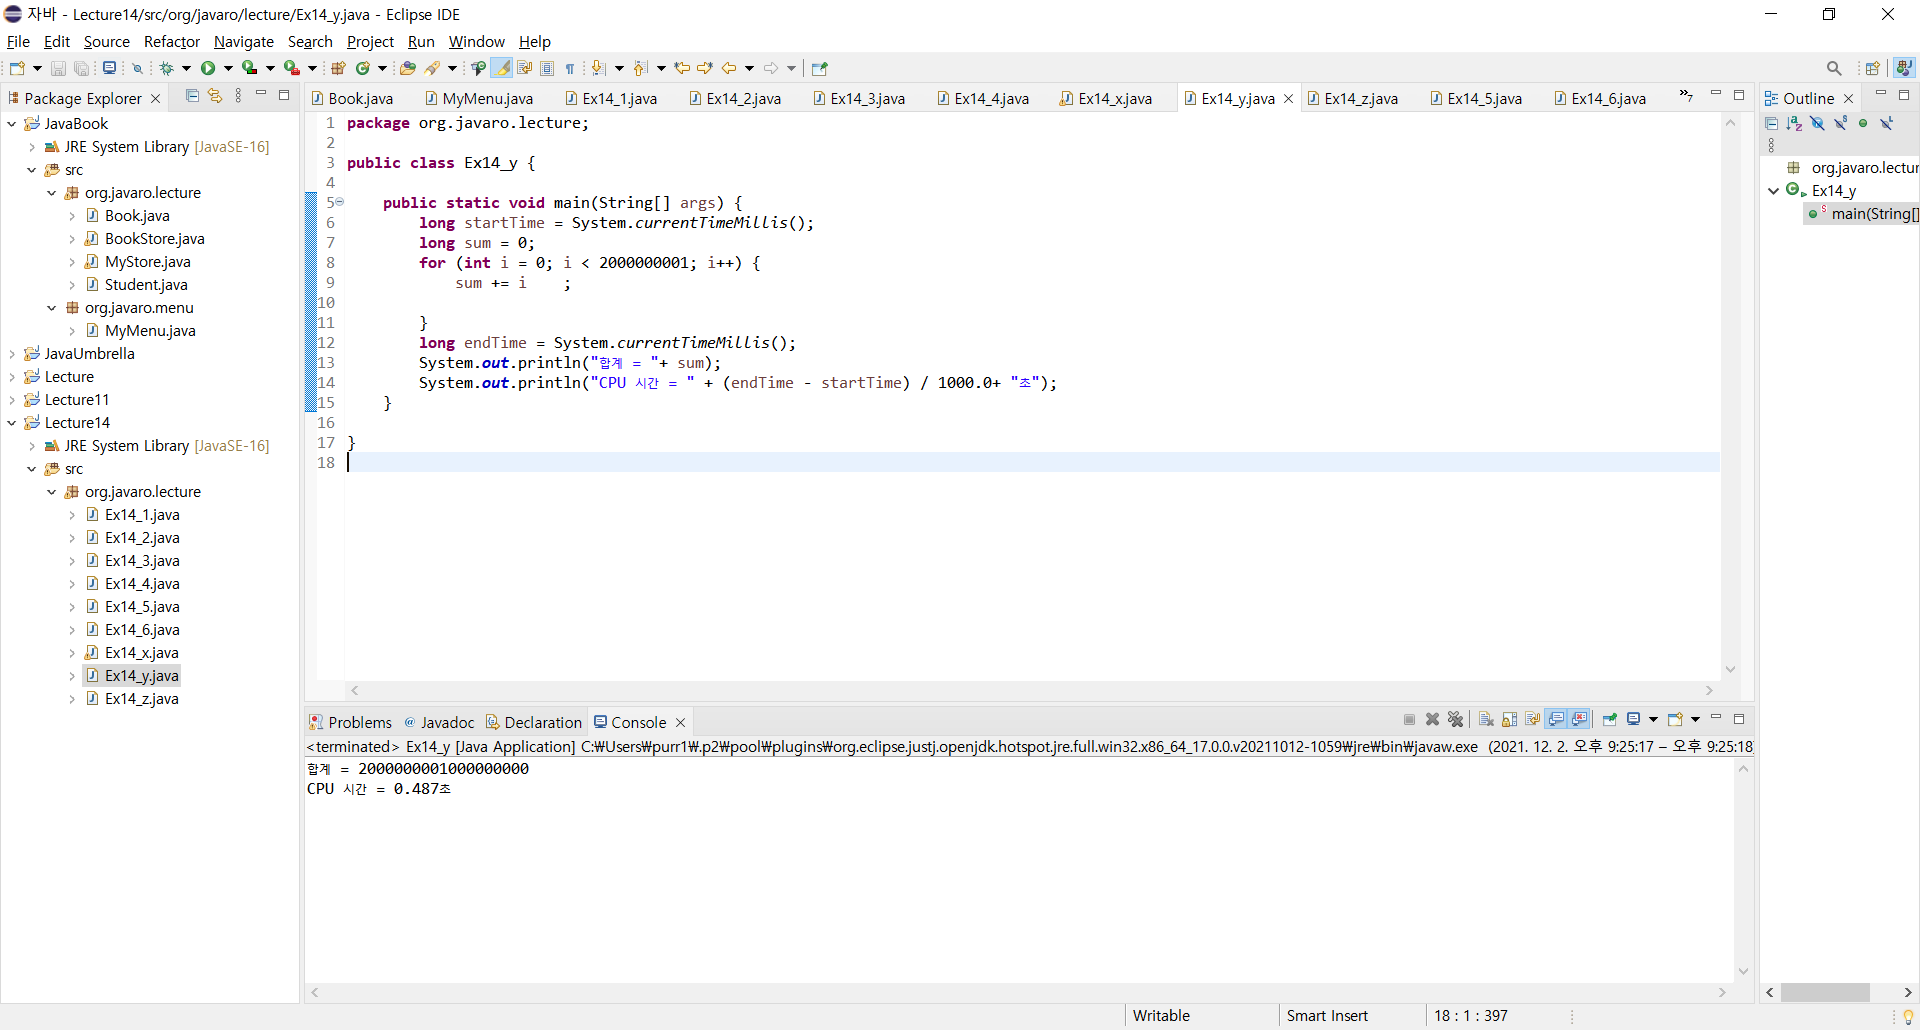 자바 - Lecture14/src/org/javaro/lecture/Ex14_y.java - Eclipse IDE
File Edit Source Refactor Navigate Search Project Run Window Help
Package Explorer
JavaBook
JRE System Library [JavaSE-16]
src
org.javaro.lecture
Book.java
BookStore.java
MyStore.java
Student.java
org.javaro.menu
MyMenu.java
JavaUmbrella
Lecture
Lecture11
Lecture14
JRE System Library [JavaSE-16]
src
org.javaro.lecture
Ex14_1.java
Ex14_2.java
Ex14_3.java
Ex14_4.java
Ex14_5.java
Ex14_6.java
Ex14_x.java
Ex14_y.java
Ex14_z.java
Book.java MyMenu.java Ex14_1.java Ex14_2.java Ex14_3.java Ex14_4.java Ex14_x.java Ex14_y.java Ex14_z.java Ex14_5.java Ex14_6.java »7
1 package org.javaro.lecture;
2
3 public class Ex14_y {
4
5 public static void main(String[] args) {
6 long startTime = System.currentTimeMillis();
7 long sum = 0;
8 for (int i = 0; i < 2000000001; i++) {
9 sum += i    ;
10
11 }
12 long endTime = System.currentTimeMillis();
13 System.out.println("합계 = "+ sum);
14 System.out.println("CPU 시간 = " + (endTime - startTime) / 1000.0+ "초");
15 }
16
17 }
18
Problems @ Javadoc Declaration Console
<terminated> Ex14_y [Java Application] C:₩Users₩purr1₩.p2₩pool₩plugins₩org.eclipse.justj.openjdk.hotspot.jre.full.win32.x86_64_17.0.0.v20211012-1059₩jre₩bin₩javaw.exe (2021. 12. 2. 오후 9:25:17 – 오후 9:25:18)
합계 = 2000000001000000000
CPU 시간 = 0.487초
Outline
org.javaro.lectur
Ex14_y
main(String[]
Writable Smart Insert 18 : 1 : 397